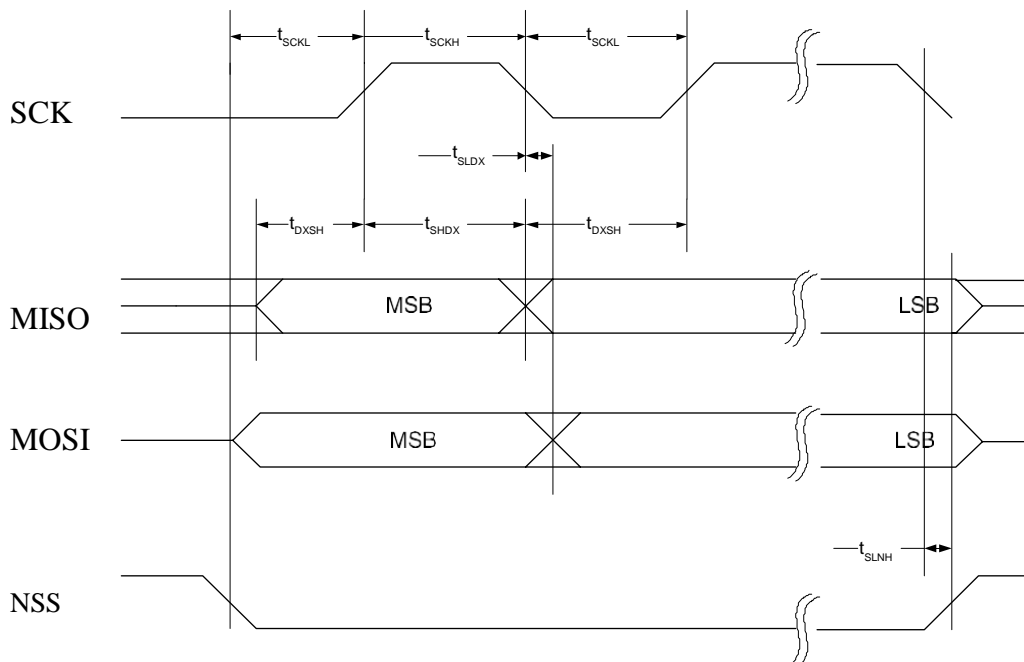 tSCKL tSCKH tSCKL
SCK
tSLDX
tDXSH tSHDX tDXSH
MISO MSB LSB
MOSI MSB LSB
tSLNH
NSS